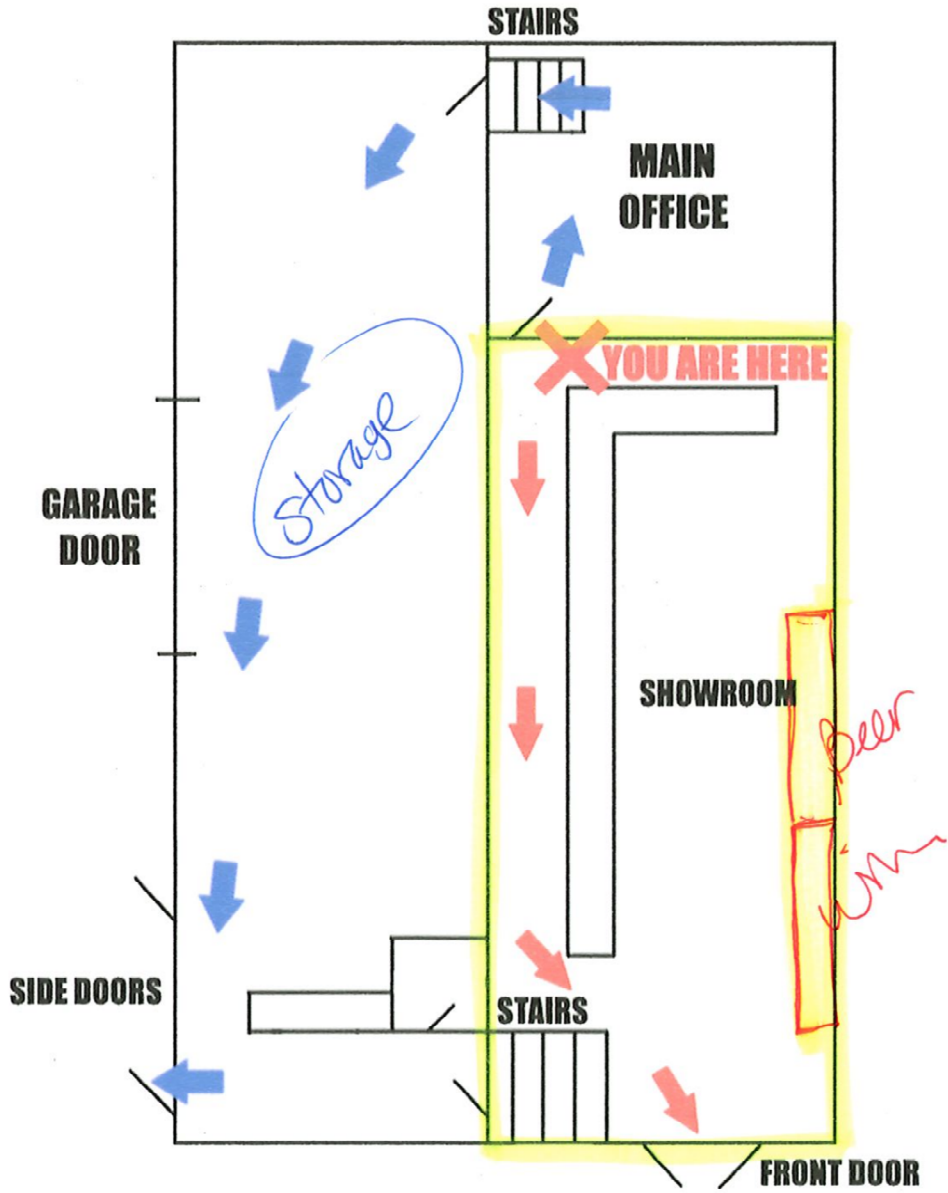 STAIRS
MAIN
OFFICE
YOU ARE HERE
Storage
GARAGE
DOOR
SHOWROOM
Beer
SIDE DOORS
STAIRS
FRONT DOOR